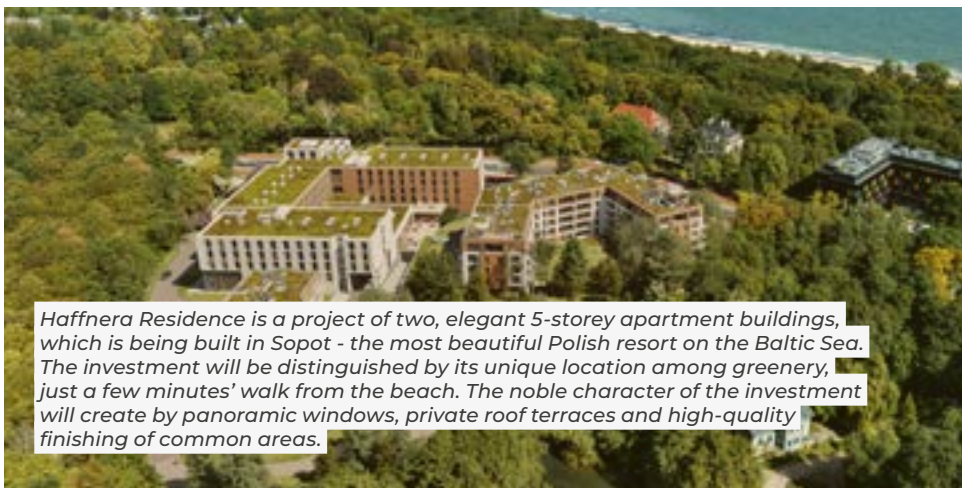 Haffnera Residence is a project of two, elegant 5-storey apartment buildings,
which is being built in Sopot - the most beautiful Polish resort on the Baltic Sea.
The investment will be distinguished by its unique location among greenery,
just a few minutes’ walk from the beach. The noble character of the investment
will create by panoramic windows, private roof terraces and high-quality
finishing of common areas.